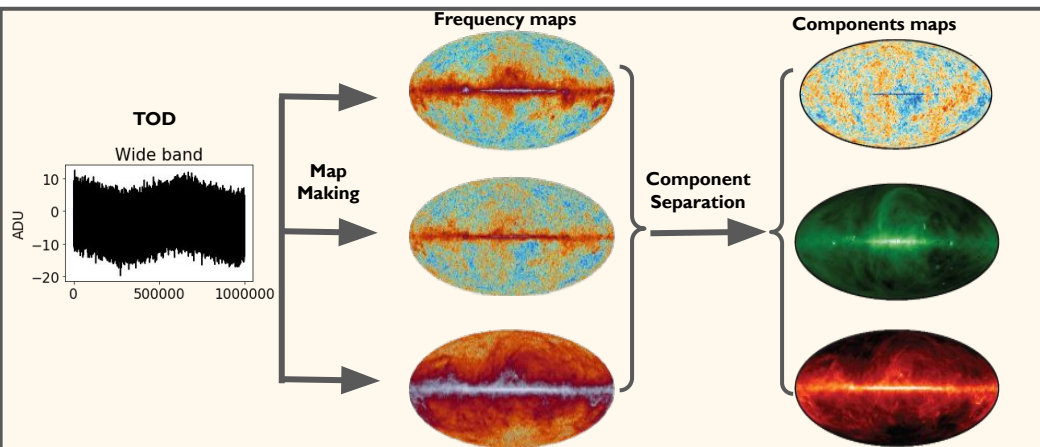 Frequency maps
Components maps
TOD
Wide band
Map
Making
Component
Separation
10
0
−10
−20
ADU
0
500000
1000000